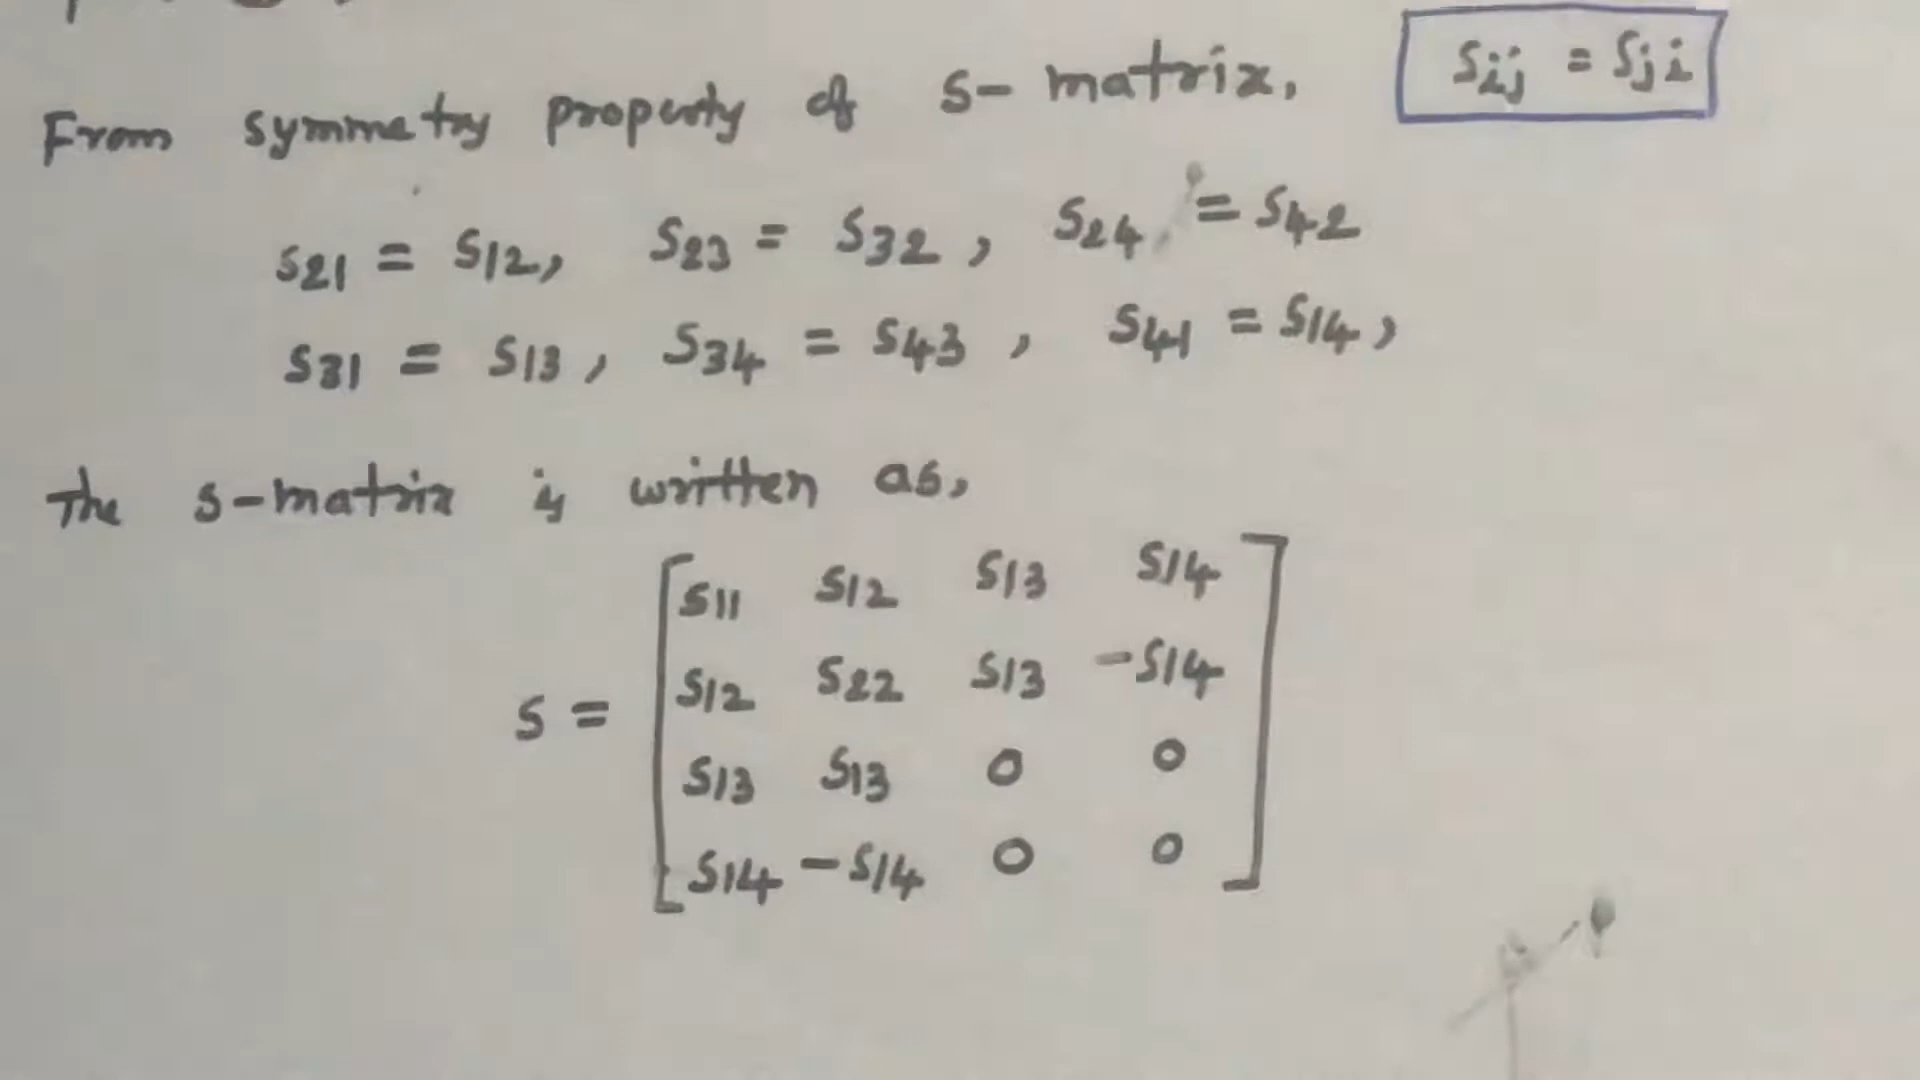 From symmetry property of S-matrix, Sij = Sji
S21 = S12, S23 = S32, S24 = S42
S31 = S13, S34 = S43, S41 = S14,
The S-matrix is written as,
S11 S12 S13 S14
S12 S22 S13 -S14
S =
S13 S13 0 0
S14 -S14 0 0